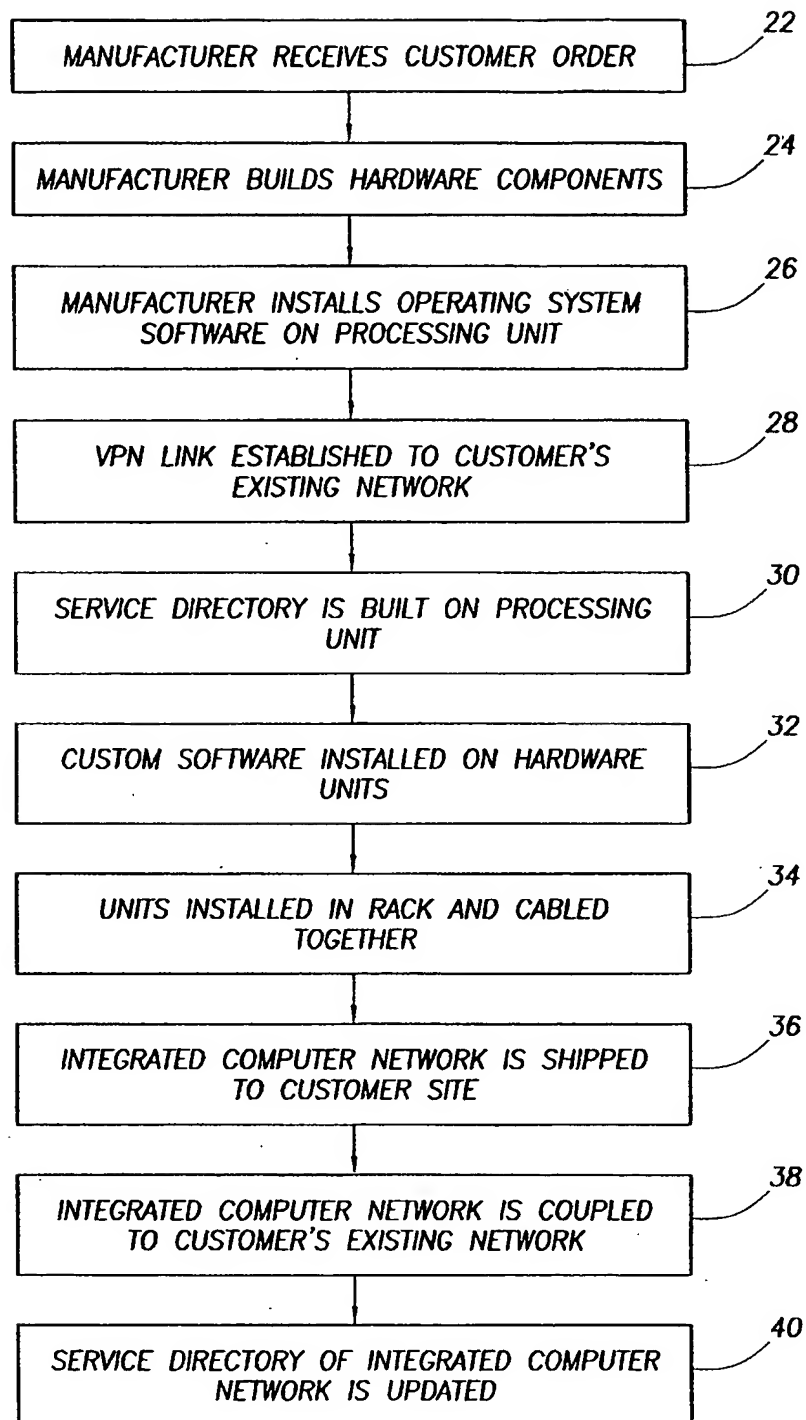 22
MANUFACTURER RECEIVES CUSTOMER ORDER
24
MANUFACTURER BUILDS HARDWARE COMPONENTS
26
MANUFACTURER INSTALLS OPERATING SYSTEM
SOFTWARE ON PROCESSING UNIT
28
VPN LINK ESTABLISHED TO CUSTOMER'S
EXISTING NETWORK
30
SERVICE DIRECTORY IS BUILT ON PROCESSING
UNIT
32
CUSTOM SOFTWARE INSTALLED ON HARDWARE
UNITS
34
UNITS INSTALLED IN RACK AND CABLED
TOGETHER
36
INTEGRATED COMPUTER NETWORK IS SHIPPED
TO CUSTOMER SITE
38
INTEGRATED COMPUTER NETWORK IS COUPLED
TO CUSTOMER'S EXISTING NETWORK
40
SERVICE DIRECTORY OF INTEGRATED COMPUTER
NETWORK IS UPDATED